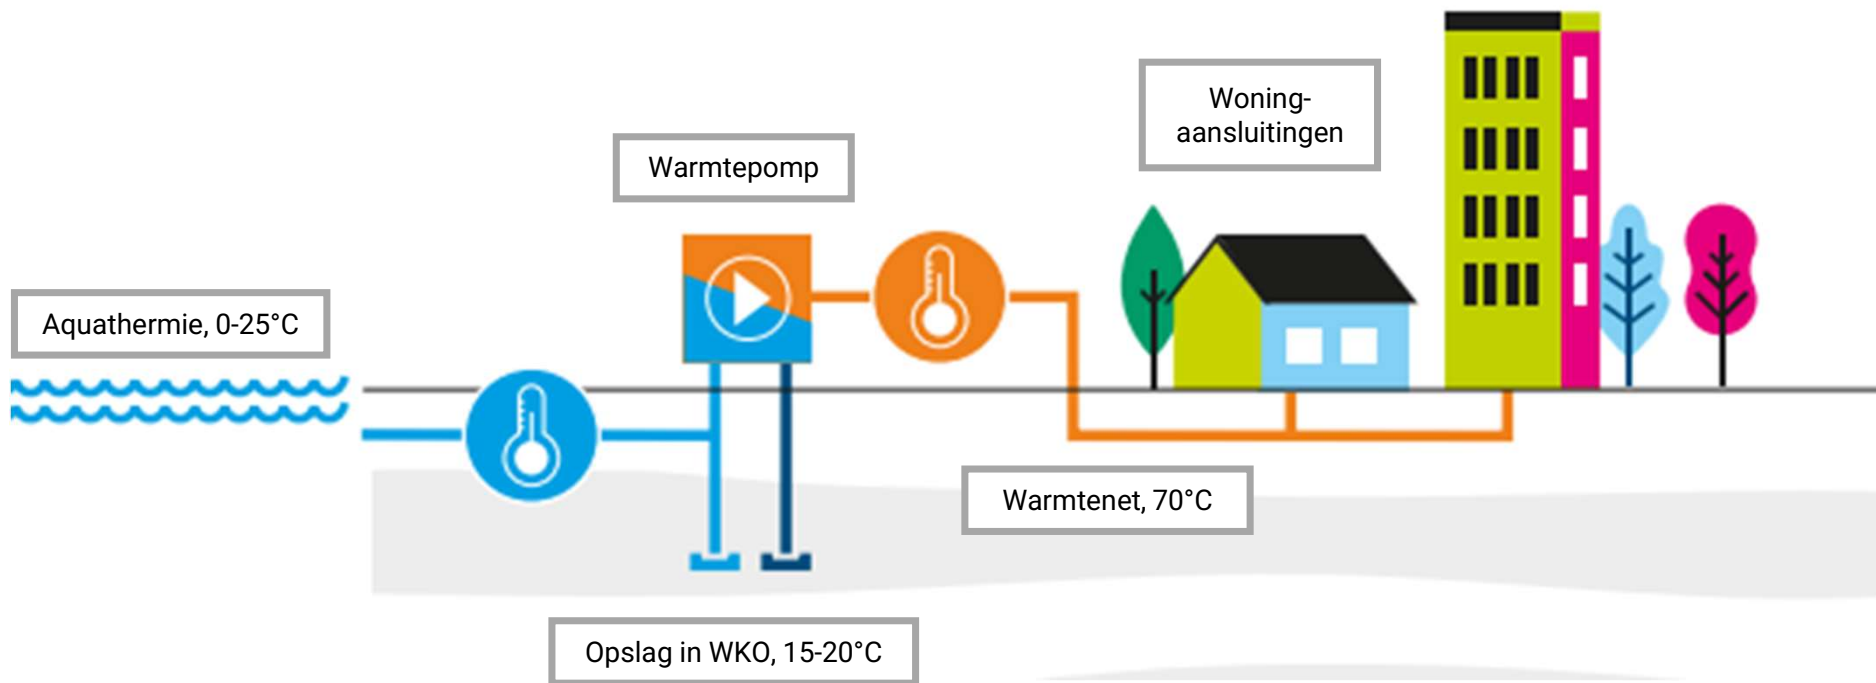 Woning-
aansluitingen
Warmtepomp
Aquathermie, 0-25°C
Warmtenet, 70°C
Opslag in WKO, 15-20°C